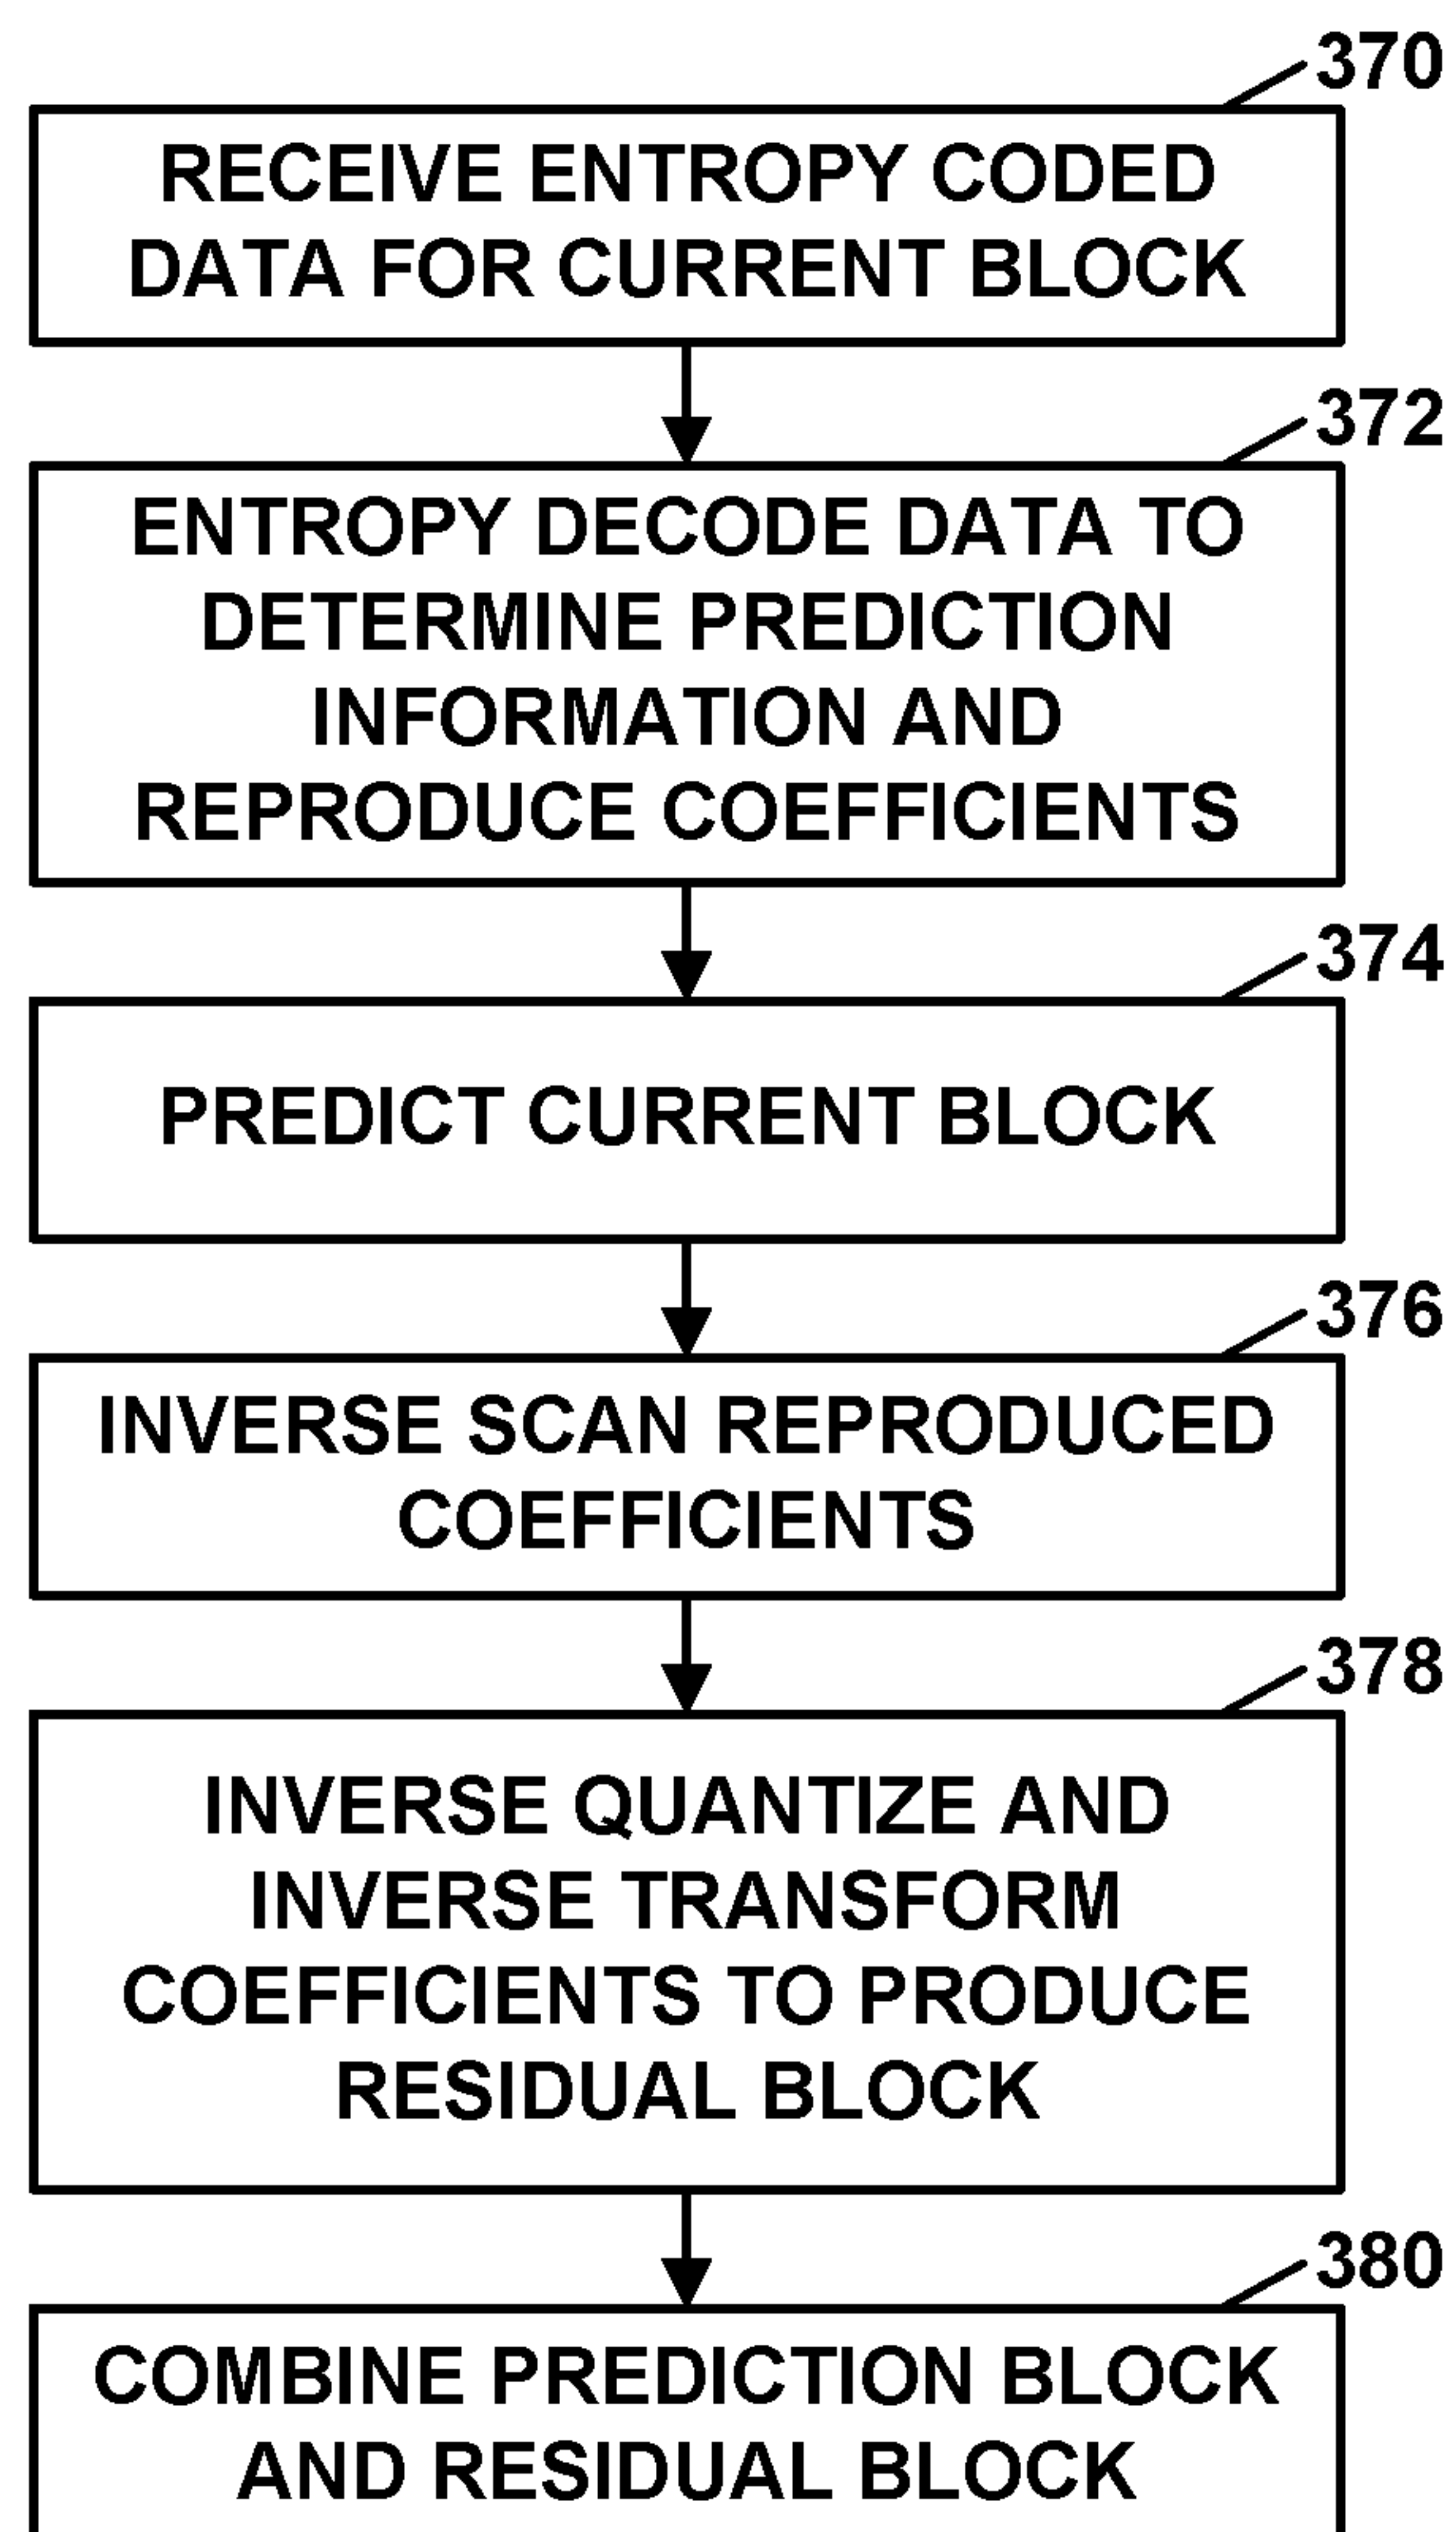 370
RECEIVE ENTROPY CODED
DATA FOR CURRENT BLOCK
372
ENTROPY DECODE DATA TO
DETERMINE PREDICTION
INFORMATION AND
REPRODUCE COEFFICIENTS
374
PREDICT CURRENT BLOCK
376
INVERSE SCAN REPRODUCED
COEFFICIENTS
378
INVERSE QUANTIZE AND
INVERSE TRANSFORM
COEFFICIENTS TO PRODUCE
RESIDUAL BLOCK
380
COMBINE PREDICTION BLOCK
AND RESIDUAL BLOCK